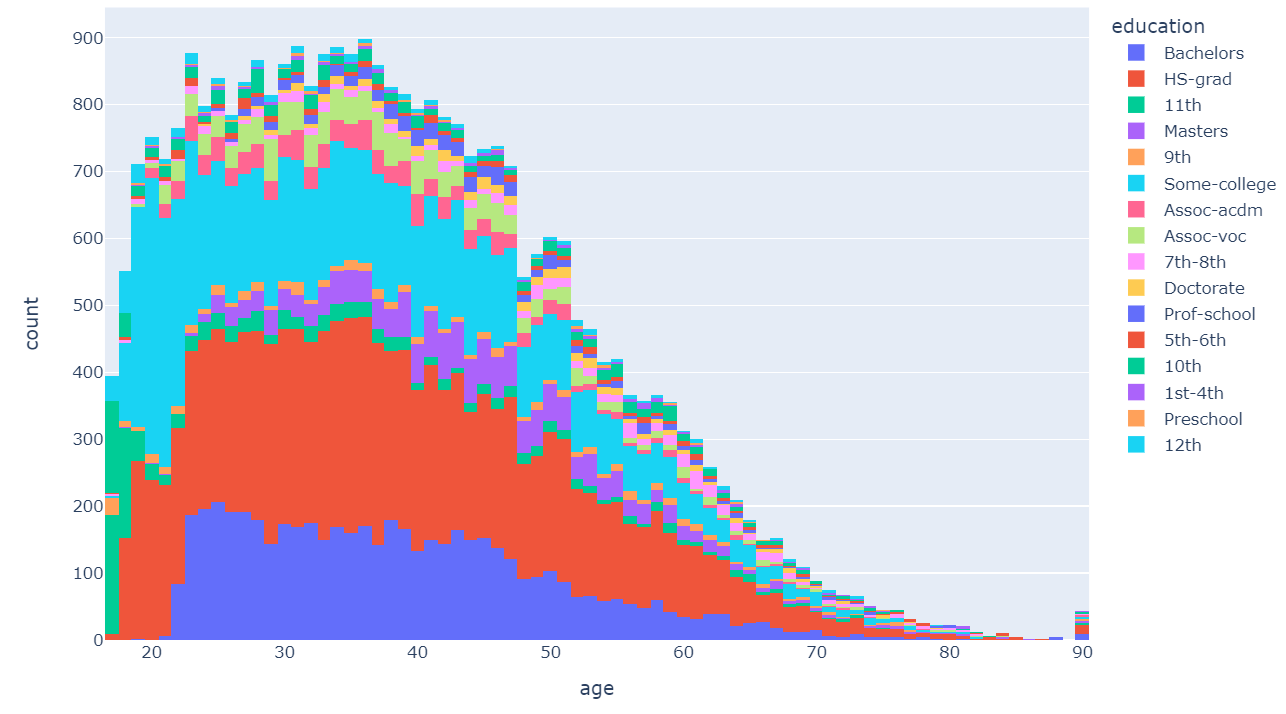 900
800
700
600
500
400
300
200
100
0
count
20
30
40
50
60
70
80
90
age
education
Bachelors
HS-grad
11th
Masters
9th
Some-college
Assoc-acdm
Assoc-voc
7th-8th
Doctorate
Prof-school
5th-6th
10th
1st-4th
Preschool
12th